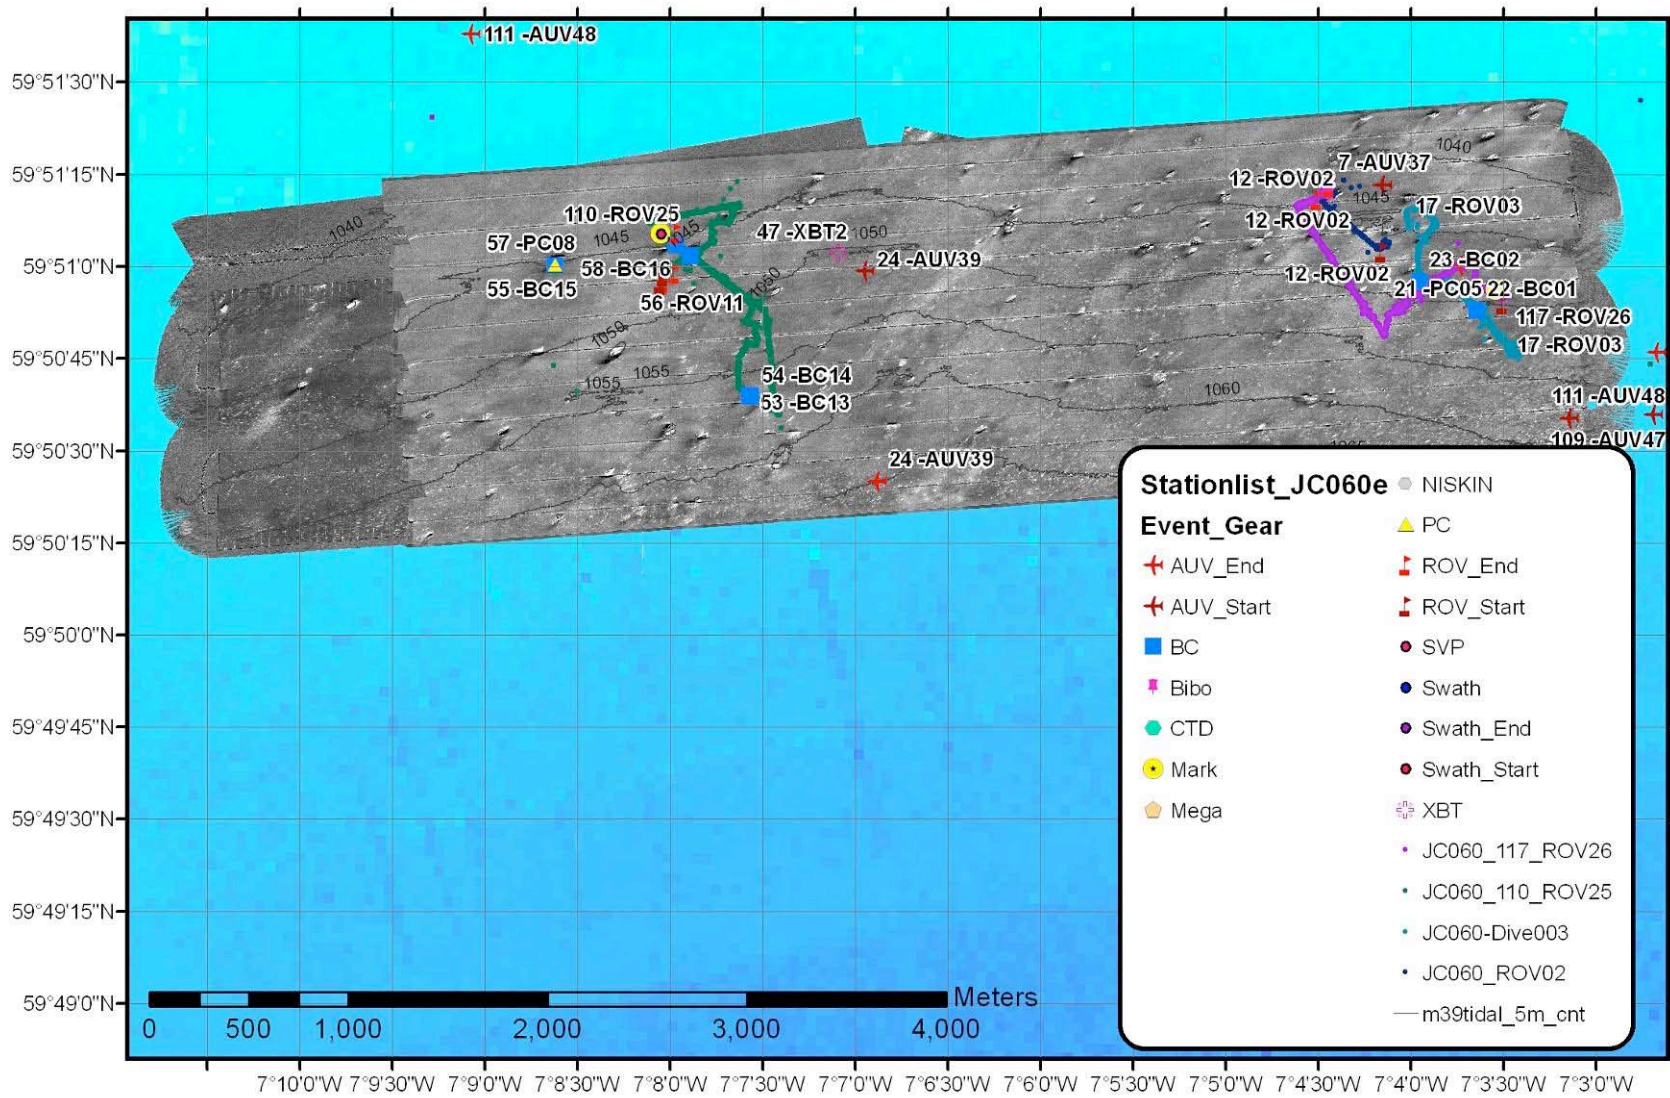 111 -AUV48
59°51'30"N
59°51'15"N
1040
7 -AUV37
12 -ROV02
1045
17 -ROV03
110 -ROV25
12 -ROV02
1040
1045
1045
47 -XBT2
1050
57 -PC08
59°51'0"N
58 -BC16
24 -AUV39
23 -BC02
12 -ROV02
1050
55 -BC15
21 -PC05
22 -BC01
56 -ROV11
117 -ROV26
1050
59°50'45"N
17 -ROV03
1055
1055
54 -BC14
1060
53 -BC13
111 -AUV48
59°50'30"N
109 -AUV47
24 -AUV39
59°50'15"N
59°50'0"N
59°49'45"N
59°49'30"N
59°49'15"N
59°49'0"N
Stationlist_JC060e
Event_Gear
AUV_End
AUV_Start
BC
Bibo
CTD
Mark
Mega
NISKIN
PC
ROV_End
ROV_Start
SVP
Swath
Swath_End
Swath_Start
XBT
JC060_117_ROV26
JC060_110_ROV25
JC060-Dive003
JC060_ROV02
m39tidal_5m_cnt
Meters
0 500 1,000 2,000 3,000 4,000
7°10'0"W 7°9'30"W 7°9'0"W 7°8'30"W 7°8'0"W 7°7'30"W 7°7'0"W 7°6'30"W 7°6'0"W 7°5'30"W 7°5'0"W 7°4'30"W 7°4'0"W 7°3'30"W 7°3'0"W